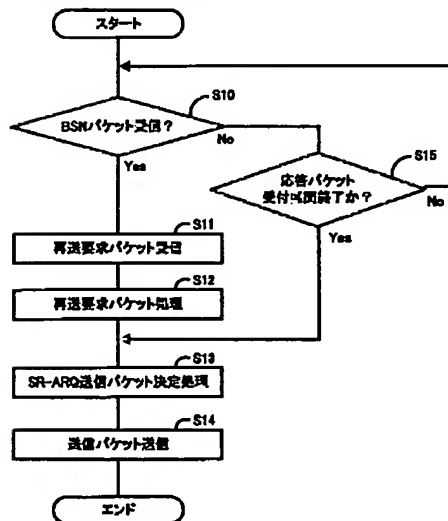 スタート
S10
BSNパケット受信？
No
Yes
S15
応答パケット
受付区間終了か？
No
Yes
S11
再送要求パケット受信
S12
再送要求パケット処理
S13
SR-ARQ送信パケット決定処理
S14
送信パケット送信
エンド